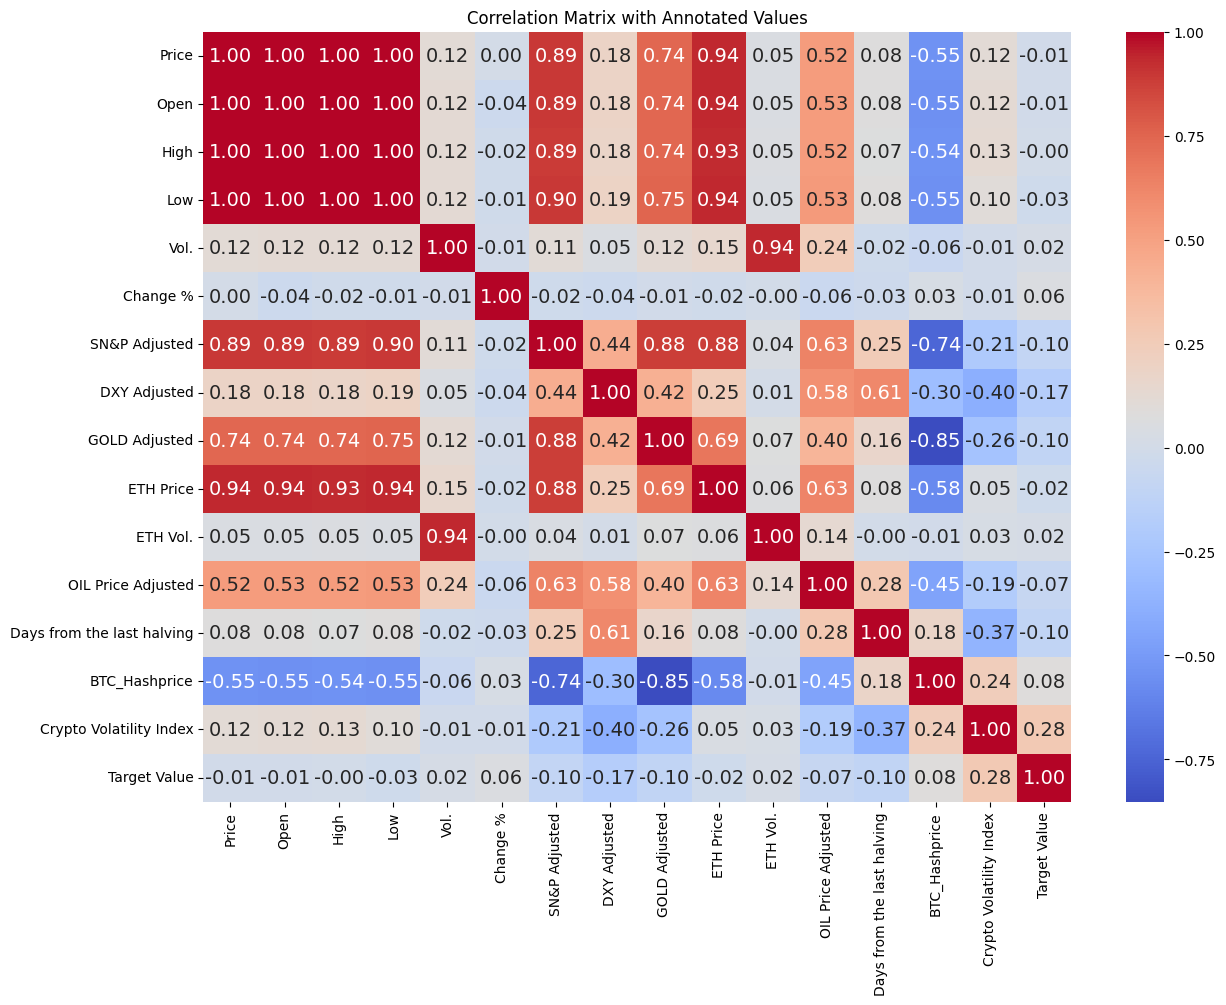 Correlation Matrix with Annotated Values
Price 1.00 1.00 1.00 1.00 0.12 0.00 0.89 0.18 0.74 0.94 0.05 0.52 0.08 -0.55 0.12 -0.01
Open 1.00 1.00 1.00 1.00 0.12 -0.04 0.89 0.18 0.74 0.94 0.05 0.53 0.08 -0.55 0.12 -0.01
High 1.00 1.00 1.00 1.00 0.12 -0.02 0.89 0.18 0.74 0.93 0.05 0.52 0.07 -0.54 0.13 -0.00
Low 1.00 1.00 1.00 1.00 0.12 -0.01 0.90 0.19 0.75 0.94 0.05 0.53 0.08 -0.55 0.10 -0.03
Vol. 0.12 0.12 0.12 0.12 1.00 -0.01 0.11 0.05 0.12 0.15 0.94 0.24 -0.02 -0.06 -0.01 0.02
Change % 0.00 -0.04 -0.02 -0.01 -0.01 1.00 -0.02 -0.04 -0.01 -0.02 -0.00 -0.06 -0.03 0.03 -0.01 0.06
SN&P Adjusted 0.89 0.89 0.89 0.90 0.11 -0.02 1.00 0.44 0.88 0.88 0.04 0.63 0.25 -0.74 -0.21 -0.10
DXY Adjusted 0.18 0.18 0.18 0.19 0.05 -0.04 0.44 1.00 0.42 0.25 0.01 0.58 0.61 -0.30 -0.40 -0.17
GOLD Adjusted 0.74 0.74 0.74 0.75 0.12 -0.01 0.88 0.42 1.00 0.69 0.07 0.40 0.16 -0.85 -0.26 -0.10
ETH Price 0.94 0.94 0.93 0.94 0.15 -0.02 0.88 0.25 0.69 1.00 0.06 0.63 0.08 -0.58 0.05 -0.02
ETH Vol. 0.05 0.05 0.05 0.05 0.94 -0.00 0.04 0.01 0.07 0.06 1.00 0.14 -0.00 -0.01 0.03 0.02
OIL Price Adjusted 0.52 0.53 0.52 0.53 0.24 -0.06 0.63 0.58 0.40 0.63 0.14 1.00 0.28 -0.45 -0.19 -0.07
Days from the last halving 0.08 0.08 0.07 0.08 -0.02 -0.03 0.25 0.61 0.16 0.08 -0.00 0.28 1.00 0.18 -0.37 -0.10
BTC_Hashprice -0.55 -0.55 -0.54 -0.55 -0.06 0.03 -0.74 -0.30 -0.85 -0.58 -0.01 -0.45 0.18 1.00 0.24 0.08
Crypto Volatility Index 0.12 0.12 0.13 0.10 -0.01 -0.01 -0.21 -0.40 -0.26 0.05 0.03 -0.19 -0.37 0.24 1.00 0.28
Target Value -0.01 -0.01 -0.00 -0.03 0.02 0.06 -0.10 -0.17 -0.10 -0.02 0.02 -0.07 -0.10 0.08 0.28 1.00
Price
Open
High
Low
Vol.
Change %
SN&P Adjusted
DXY Adjusted
GOLD Adjusted
ETH Price
ETH Vol.
OIL Price Adjusted
Days from the last halving
BTC_Hashprice
Crypto Volatility Index
Target Value
1.00
0.75
0.50
0.25
0.00
−0.25
−0.50
−0.75